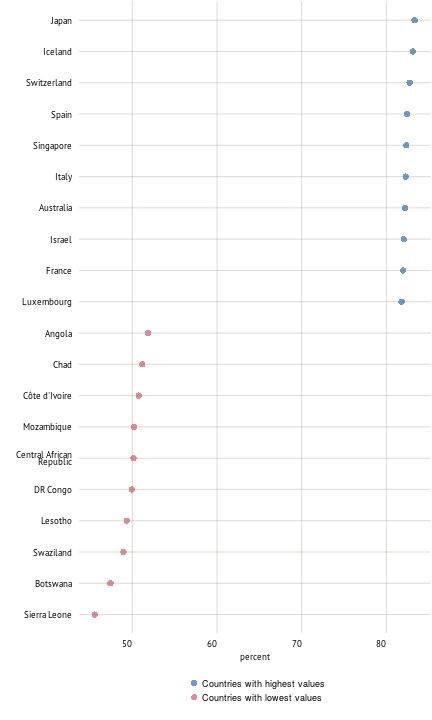 Japan
Iceland
Switzerland
Spain
Singapore
Italy
Australia
Israel
France
Luxembourg
Angola
Chad
Côte d'Ivoire
Mozambique
Central African
Republic
DR Congo
Lesotho
Swaziland
Botswana
Sierra Leone
50 60 70 80
percent
Countries with highest values
Countries with lowest values